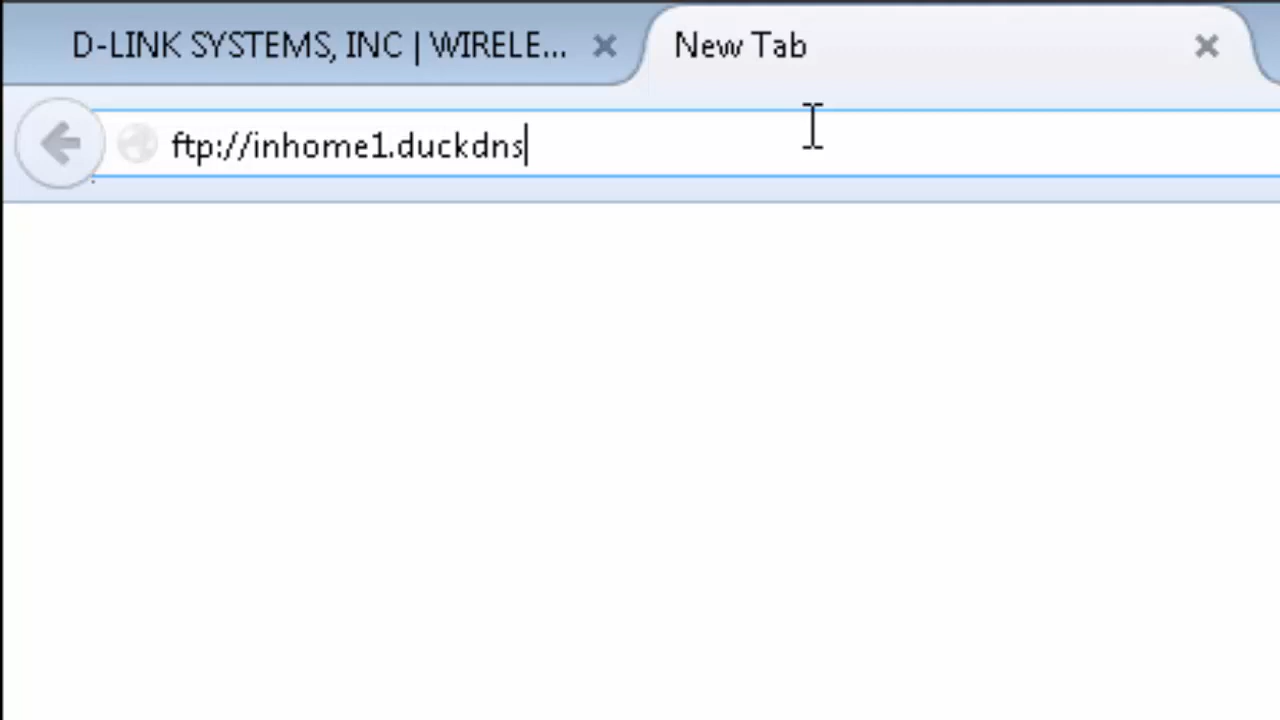 D-LINK SYSTEMS, INC | WIRELE...
New Tab
ftp://inhome1.duckdns